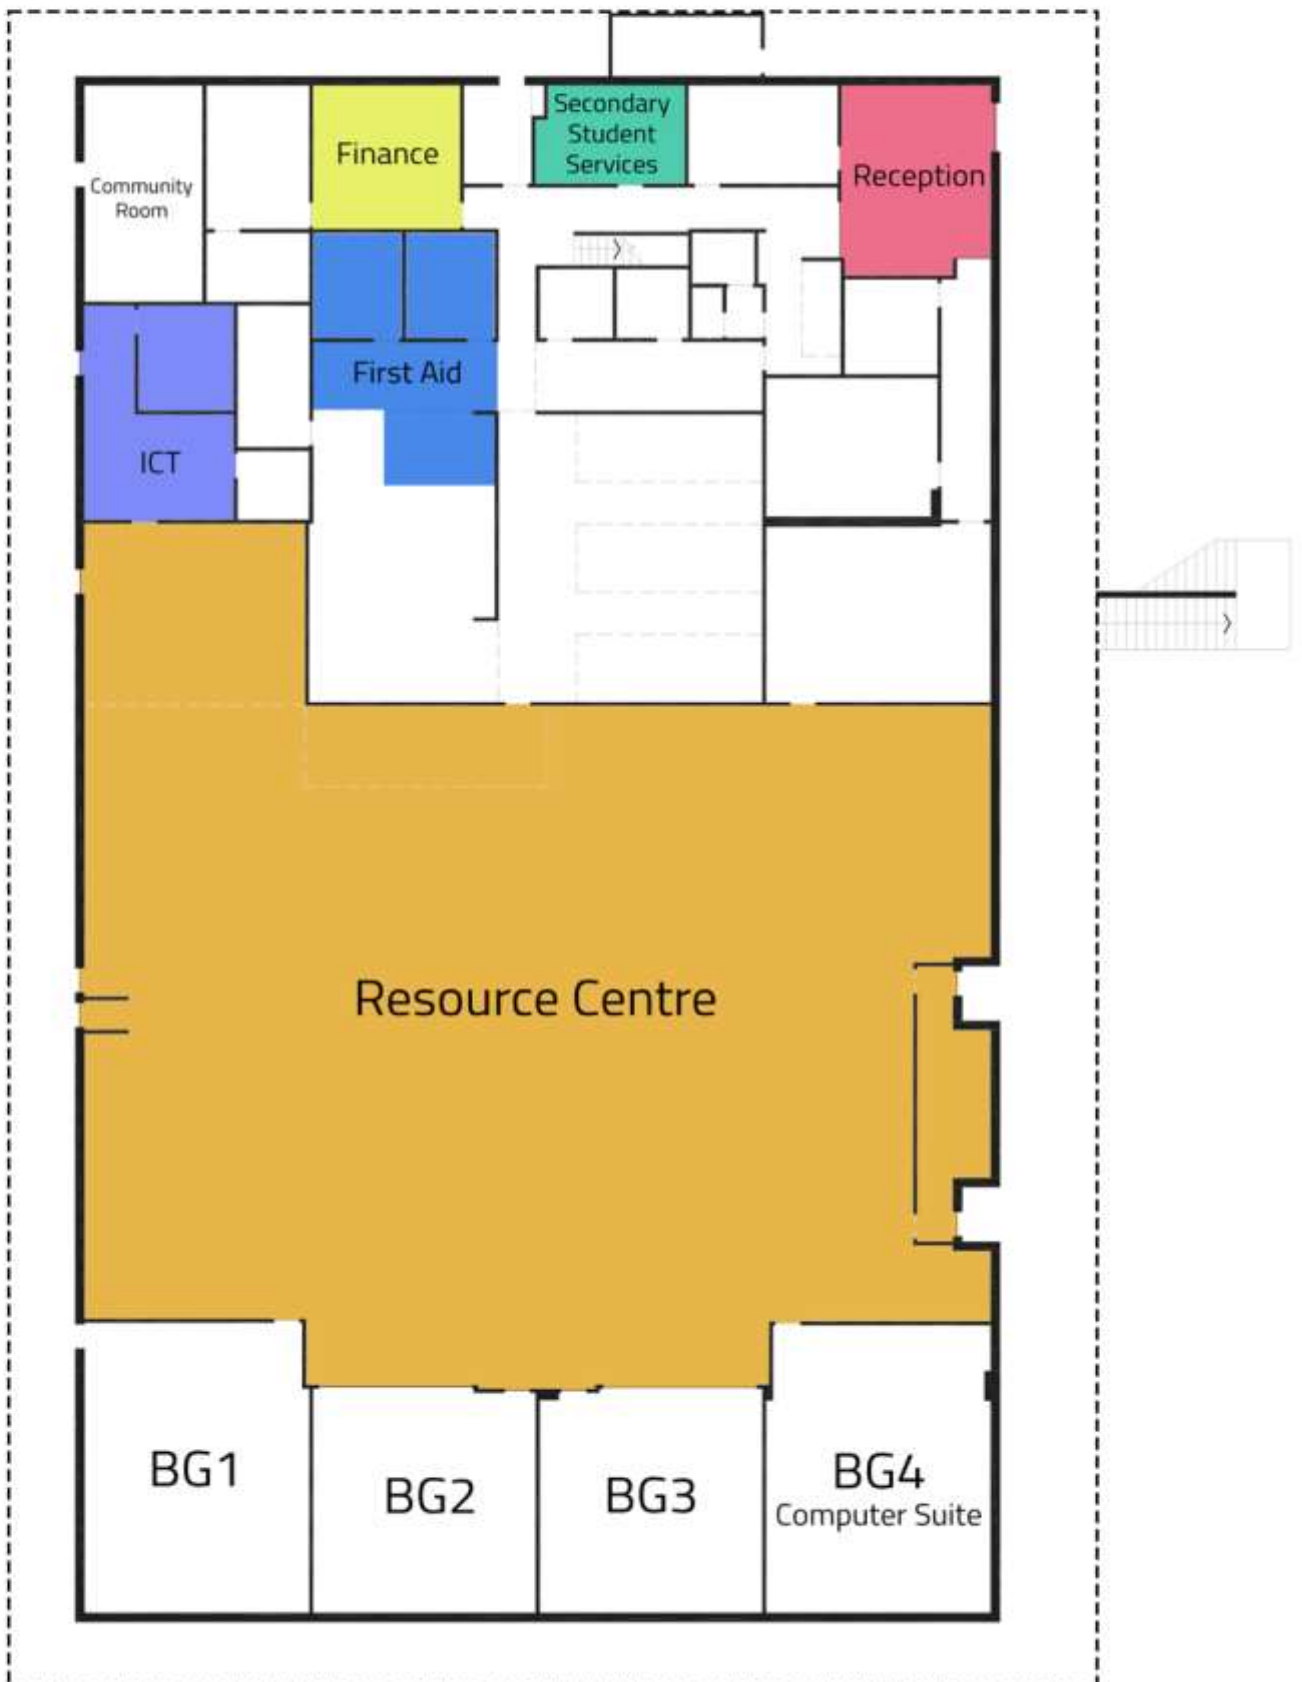 Secondary
Student
Services
Finance
Reception
Community
Room
First Aid
ICT
Resource Centre
BG1
BG2
BG3
BG4
Computer Suite